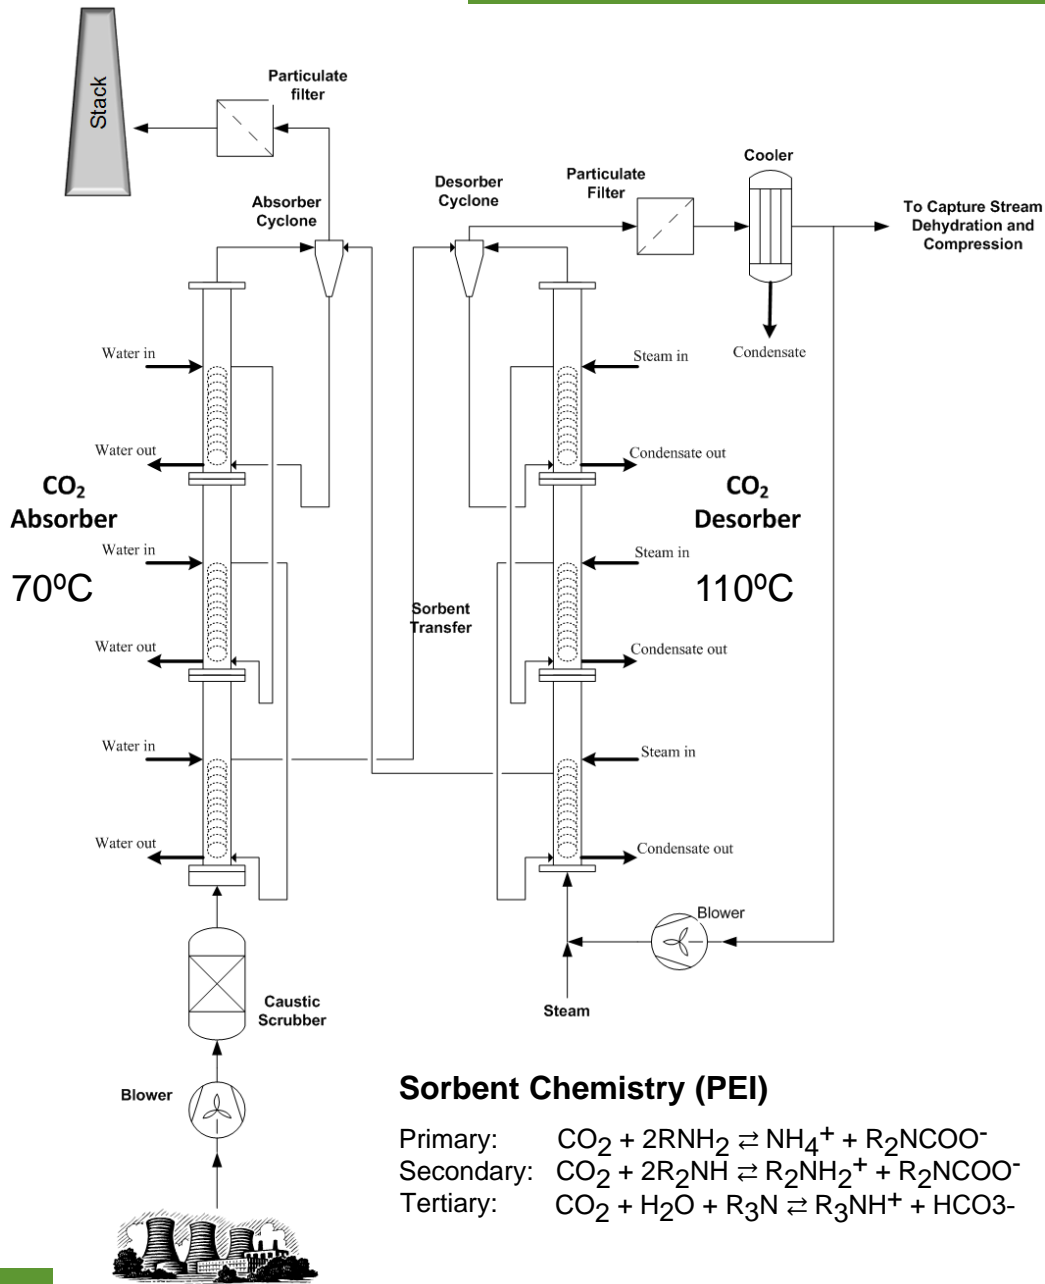 Stack
Particulate
filter
Absorber
Cyclone
Desorber
Cyclone
Particulate
Filter
Cooler
To Capture Stream
Dehydration and
Compression
Condensate
Water in
Water out
CO₂
Absorber
70⁰C
Water in
Water out
Water in
Water out
Sorbent
Transfer
Steam in
Condensate out
CO₂
Desorber
110⁰C
Steam in
Condensate out
Steam in
Condensate out
Blower
Steam
Caustic
Scrubber
Blower
Sorbent Chemistry (PEI)
Primary: CO₂ + 2RNH₂ ⇄ NH₄⁺ + R₂NCOO⁻
Secondary: CO₂ + 2R₂NH ⇄ R₂NH₂⁺ + R₂NCOO⁻
Tertiary: CO₂ + H₂O + R₃N ⇄ R₃NH⁺ + HCO3-